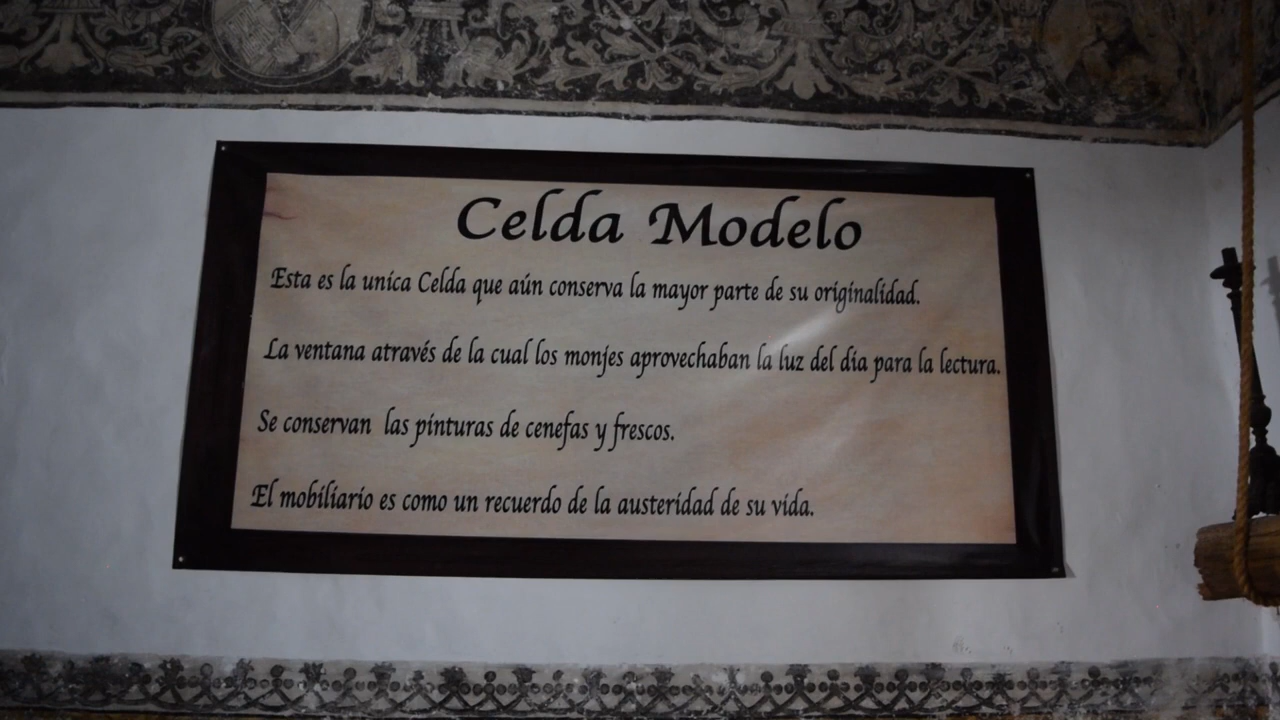 Celda Modelo
Esta es la unica Celda que aún conserva la mayor parte de su originalidad.
La ventana através de la cual los monjes aprovechaban la luz del dia para la lectura.
Se conservan las pinturas de cenefas y frescos.
El mobiliario es como un recuerdo de la austeridad de su vida.